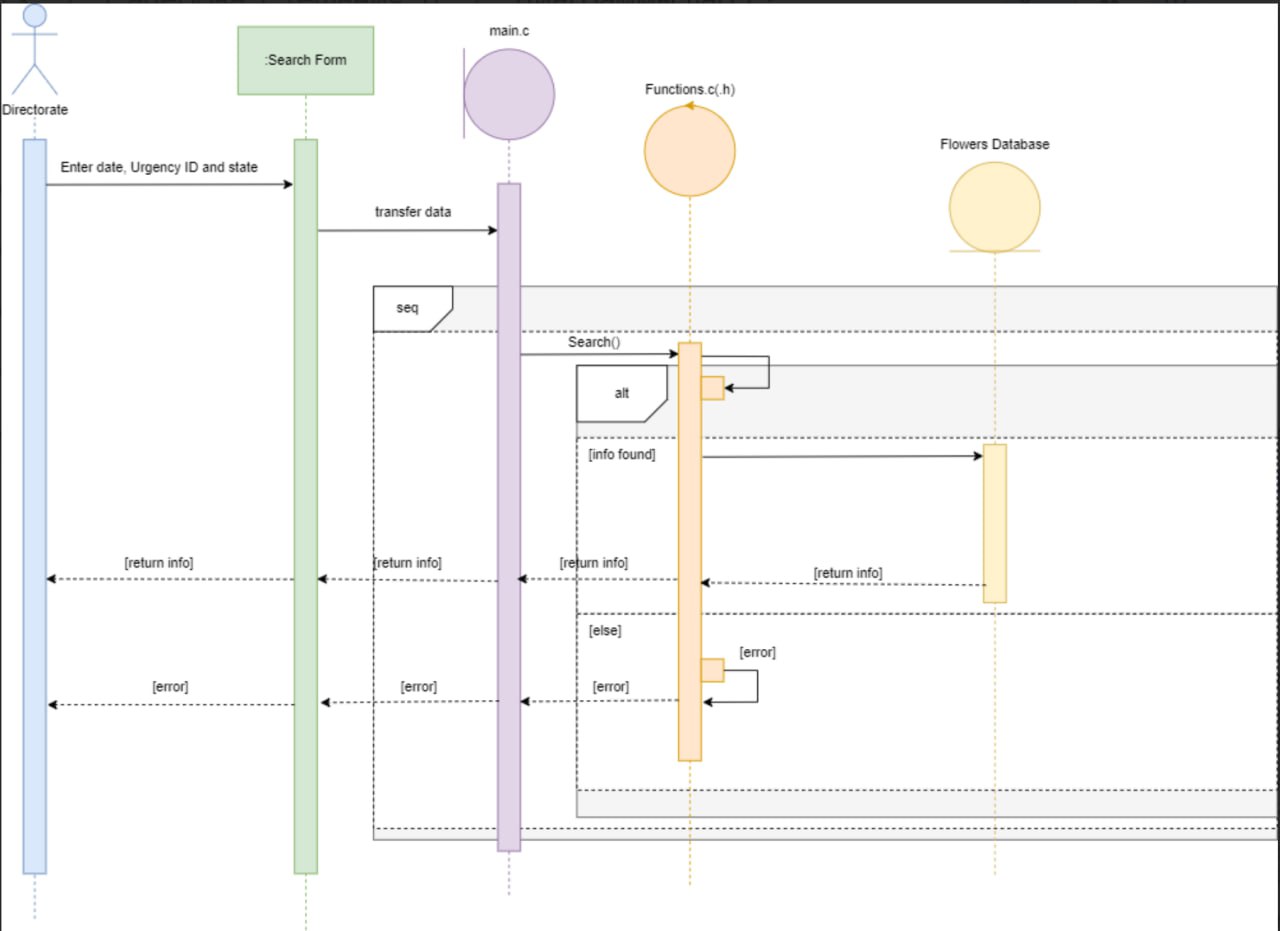 main.c
:Search Form
Functions.c(.h)
Directorate
Flowers Database
Enter date, Urgency ID and state
transfer data
seq
Search()
alt
[info found]
[return info]
[return info]
[return info]
[return info]
[else]
[error]
[error]
[error]
[error]